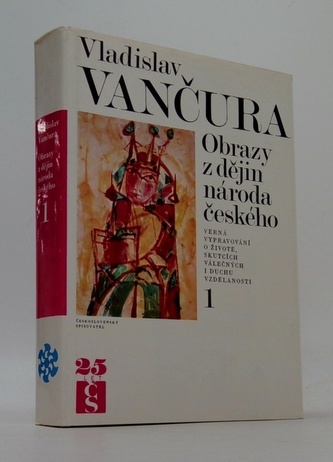 Vladislav
Vančura
Obrazy
z dějin
národa
českého
1
Vladislav
VANČURA
Obrazy
z dějin
národa
českého
VĚRNÁ
VYPRAVOVÁNÍ
O ŽIVOTĚ,
SKUTCÍCH
VÁLEČNÝCH
I DUCHU
VZDĚLANOSTI
1
ČESKOSLOVENSKÝ
SPISOVATEL
25
LET
ČS